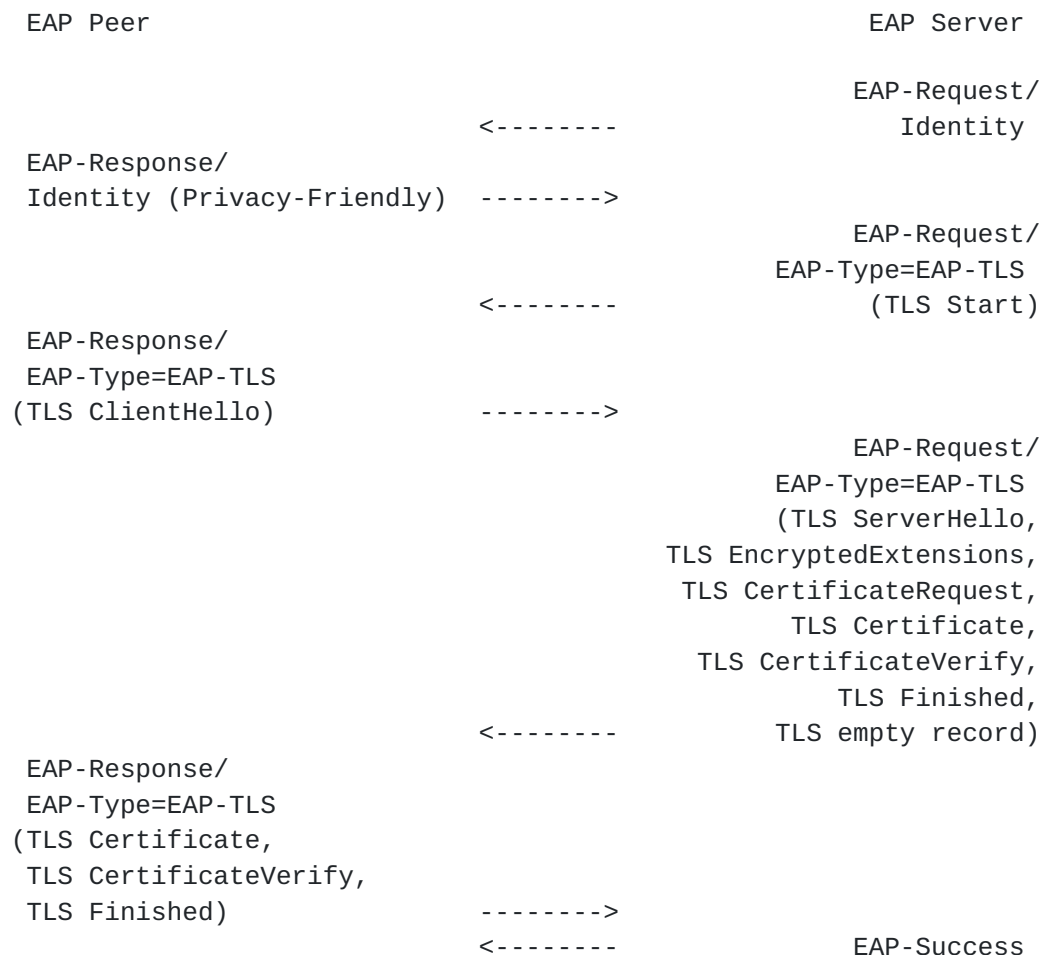 EAP Peer                                              EAP Server

                                                    EAP-Request/
                              <--------                Identity
EAP-Response/
Identity (Privacy-Friendly)   -------->
                                                    EAP-Request/
                                               EAP-Type=EAP-TLS
                              <--------              (TLS Start)
EAP-Response/
EAP-Type=EAP-TLS
(TLS ClientHello)             -------->
                                                    EAP-Request/
                                               EAP-Type=EAP-TLS
                                               (TLS ServerHello,
                                        TLS EncryptedExtensions,
                                         TLS CertificateRequest,
                                                TLS Certificate,
                                          TLS CertificateVerify,
                                                   TLS Finished,
                              <--------        TLS empty record)
EAP-Response/
EAP-Type=EAP-TLS
(TLS Certificate,
TLS CertificateVerify,
TLS Finished)                 -------->
                              <--------             EAP-Success